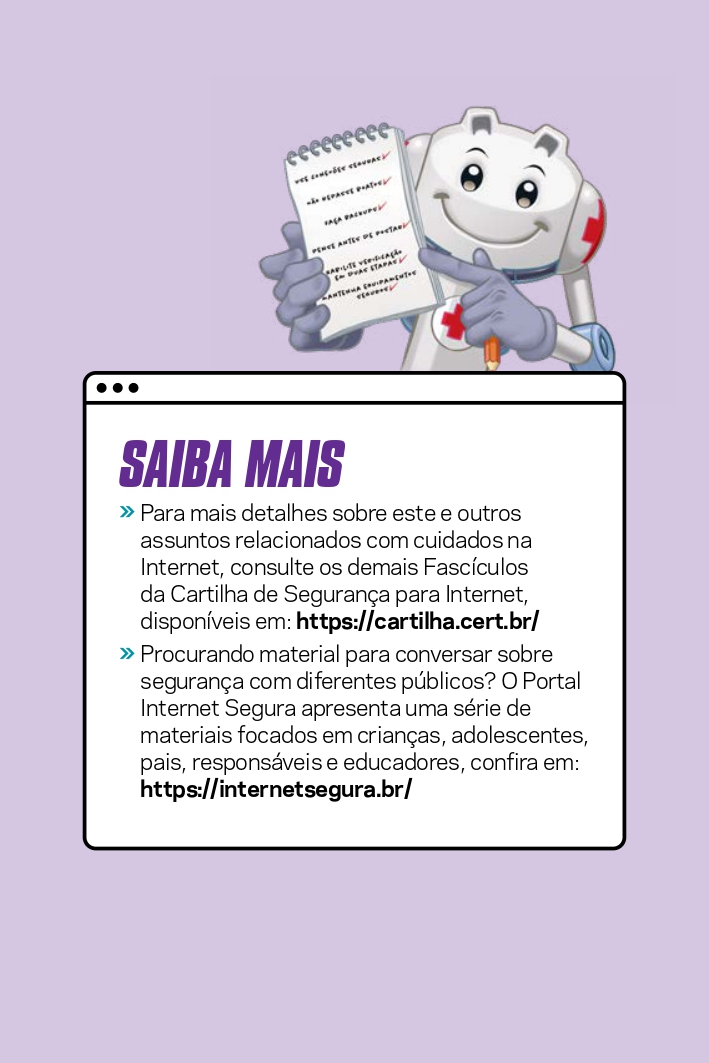 USE CONEXÕES SEGURAS
NÃO REPASSE BOATOS
FAÇA BACKUPS
PENSE ANTES DE POSTAR
HABILITE VERIFICAÇÃO
EM DUAS ETAPAS
MANTENHA EQUIPAMENTOS
SEGUROS
SAIBA MAIS
» Para mais detalhes sobre este e outros
assuntos relacionados com cuidados na
Internet, consulte os demais Fascículos
da Cartilha de Segurança para Internet,
disponíveis em: https://cartilha.cert.br/
» Procurando material para conversar sobre
segurança com diferentes públicos? O Portal
Internet Segura apresenta uma série de
materiais focados em crianças, adolescentes,
pais, responsáveis e educadores, confira em:
https://internetsegura.br/